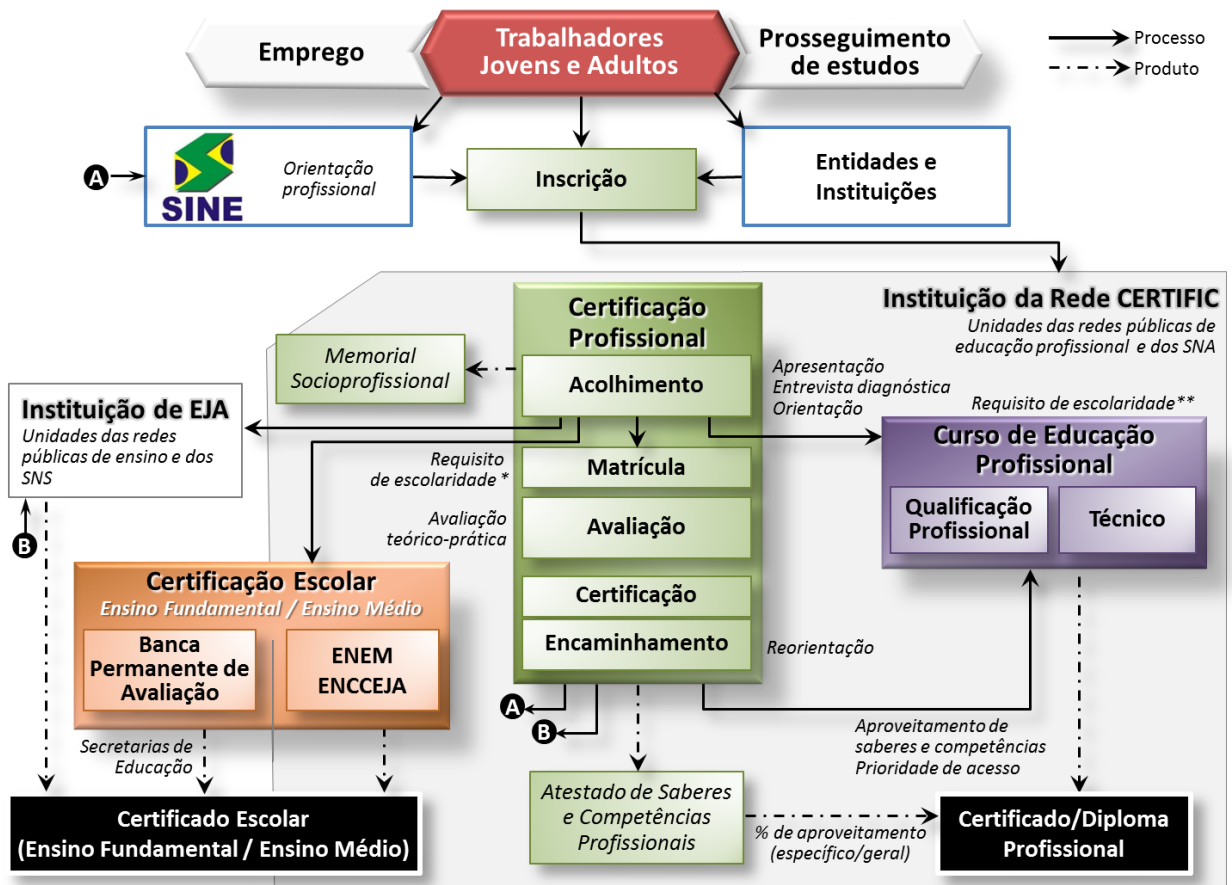 Emprego
Trabalhadores
Jovens e Adultos
Prosseguimento
de estudos
Processo
Produto
A
SINE
Orientação
profissional
Inscrição
Entidades e
Instituições
Instituição da Rede CERTIFIC
Unidades das redes públicas de
educação profissional e dos SNA
Certificação
Profissional
Memorial
Socioprofissional
Acolhimento
Apresentação
Entrevista diagnóstica
Orientação
Instituição de EJA
Unidades das redes
públicas de ensino e dos
SNS
B
Requisito
de escolaridade *
Matrícula
Requisito de escolaridade**
Curso de Educação
Profissional
Qualificação
Profissional
Técnico
Avaliação
teórico-prática
Avaliação
Certificação Escolar
Ensino Fundamental / Ensino Médio
Banca
Permanente de
Avaliação
ENEM
ENCCEJA
Certificação
Encaminhamento
Reorientação
A
B
Secretarias de
Educação
Aproveitamento de
saberes e competências
Prioridade de acesso
Certificado Escolar
(Ensino Fundamental / Ensino Médio)
Atestado de Saberes
e Competências
Profissionais
% de aproveitamento
(específico/geral)
Certificado/Diploma
Profissional